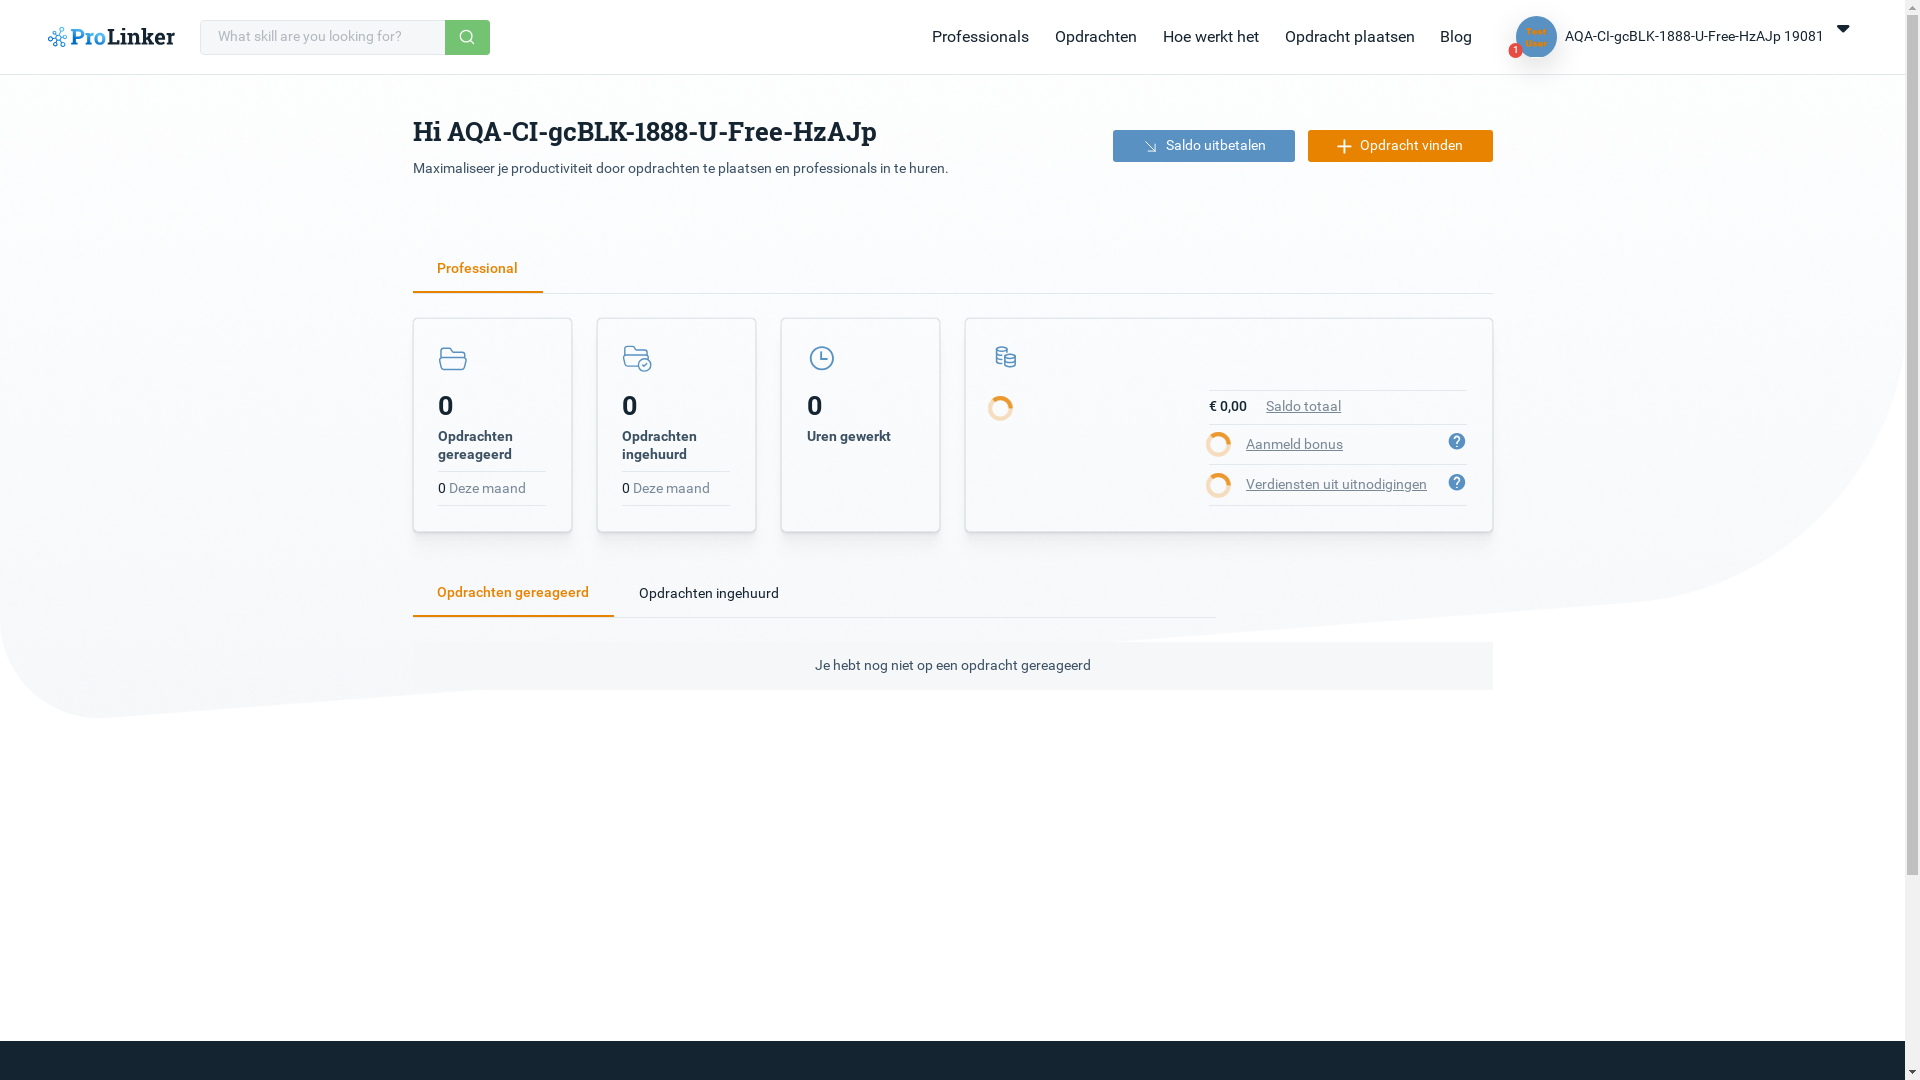 ProLinker
What skill are you looking for?
Professionals
Opdrachten
Hoe werkt het
Opdracht plaatsen
Blog
1
AQA-CI-gcBLK-1888-U-Free-HzAJp 19081
Hi AQA-CI-gcBLK-1888-U-Free-HzAJp
Maximaliseer je productiviteit door opdrachten te plaatsen en professionals in te huren.
Saldo uitbetalen
Opdracht vinden
Professional
0
Opdrachten
gereageerd
0 Deze maand
0
Opdrachten
ingehuurd
0 Deze maand
0
Uren gewerkt
€ 0,00 Saldo totaal
Aanmeld bonus ?
Verdiensten uit uitnodigingen ?
Opdrachten gereageerd
Opdrachten ingehuurd
Je hebt nog niet op een opdracht gereageerd